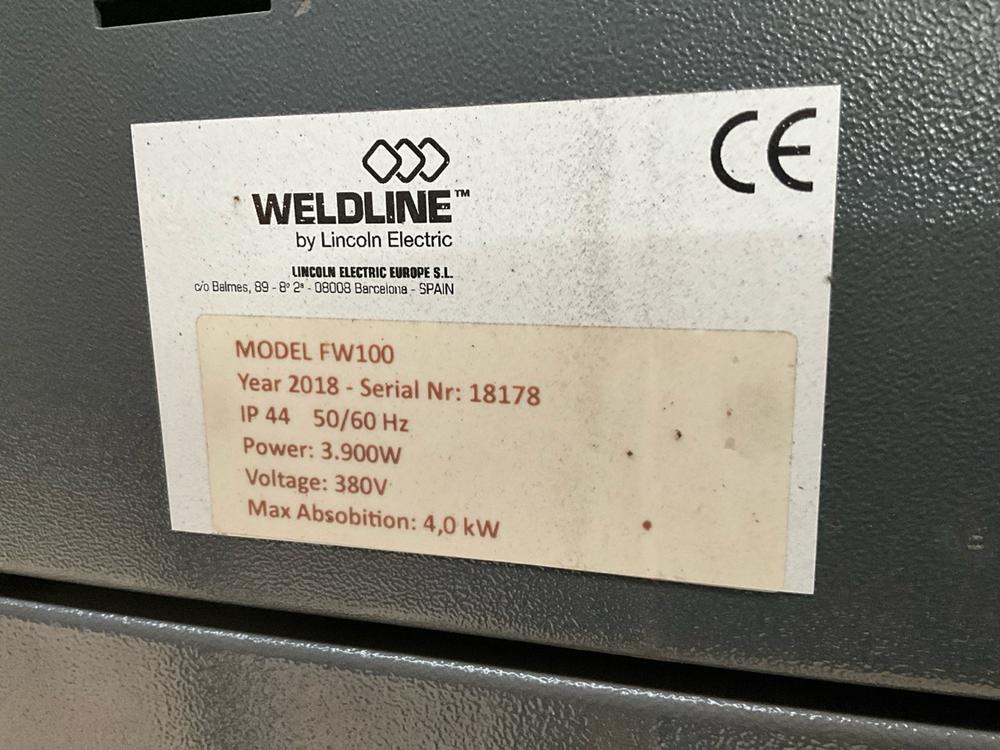 CE
WELDLINE™
by Lincoln Electric
LINCOLN ELECTRIC EUROPE S.L.
c/o Balmes, 89 - 8º 2ª - 08008 Barcelona - SPAIN
MODEL FW100
Year 2018 - Serial Nr: 18178
IP 44 50/60 Hz
Power: 3.900W
Voltage: 380V
Max Absobition: 4,0 kW